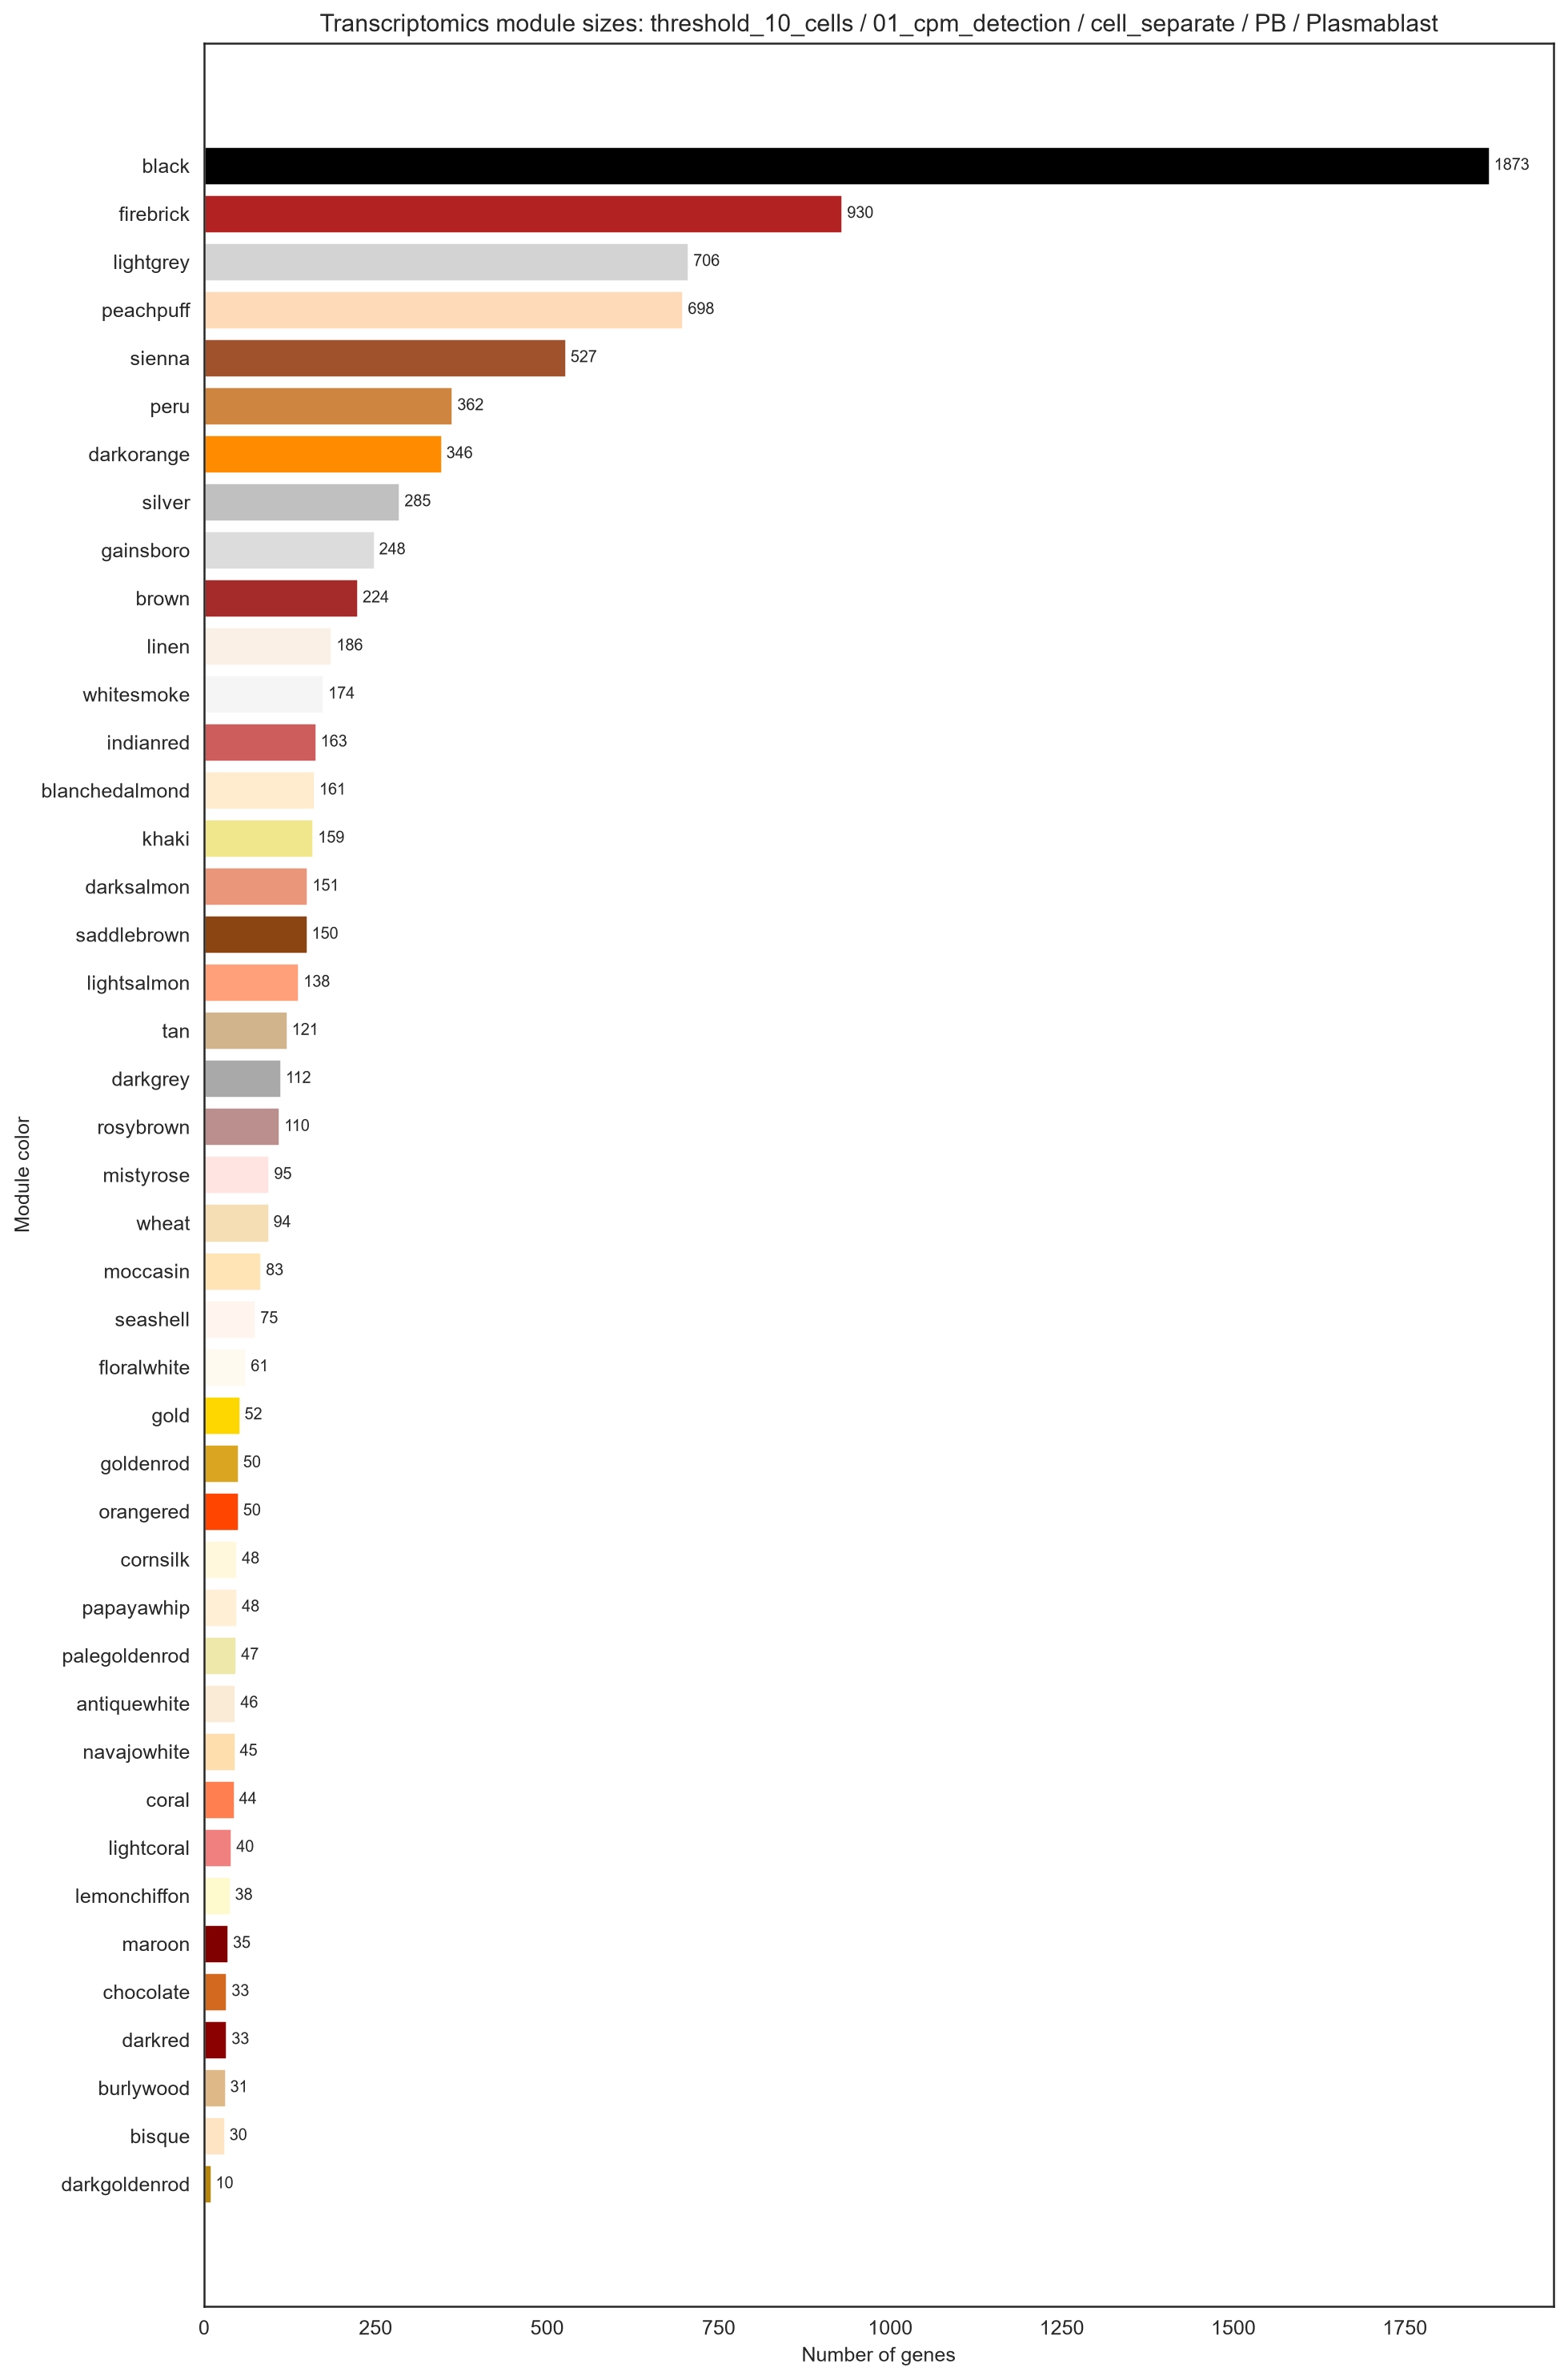 Transcriptomics module sizes: threshold_10_cells / 01_cpm_detection / cell_separate / PB / Plasmablast
black 1873
firebrick 930
lightgrey 706
peachpuff 698
sienna 527
peru 362
darkorange 346
silver 285
gainsboro 248
brown 224
linen 186
whitesmoke 174
indianred 163
blanchedalmond 161
khaki 159
darksalmon 151
saddlebrown 150
lightsalmon 138
tan 121
darkgrey 112
rosybrown 110
mistyrose 95
wheat 94
moccasin 83
seashell 75
floralwhite 61
gold 52
goldenrod 50
orangered 50
cornsilk 48
papayawhip 48
palegoldenrod 47
antiquewhite 46
navajowhite 45
coral 44
lightcoral 40
lemonchiffon 38
maroon 35
chocolate 33
darkred 33
burlywood 31
bisque 30
darkgoldenrod 10
Module color
0 250 500 750 1000 1250 1500 1750
Number of genes